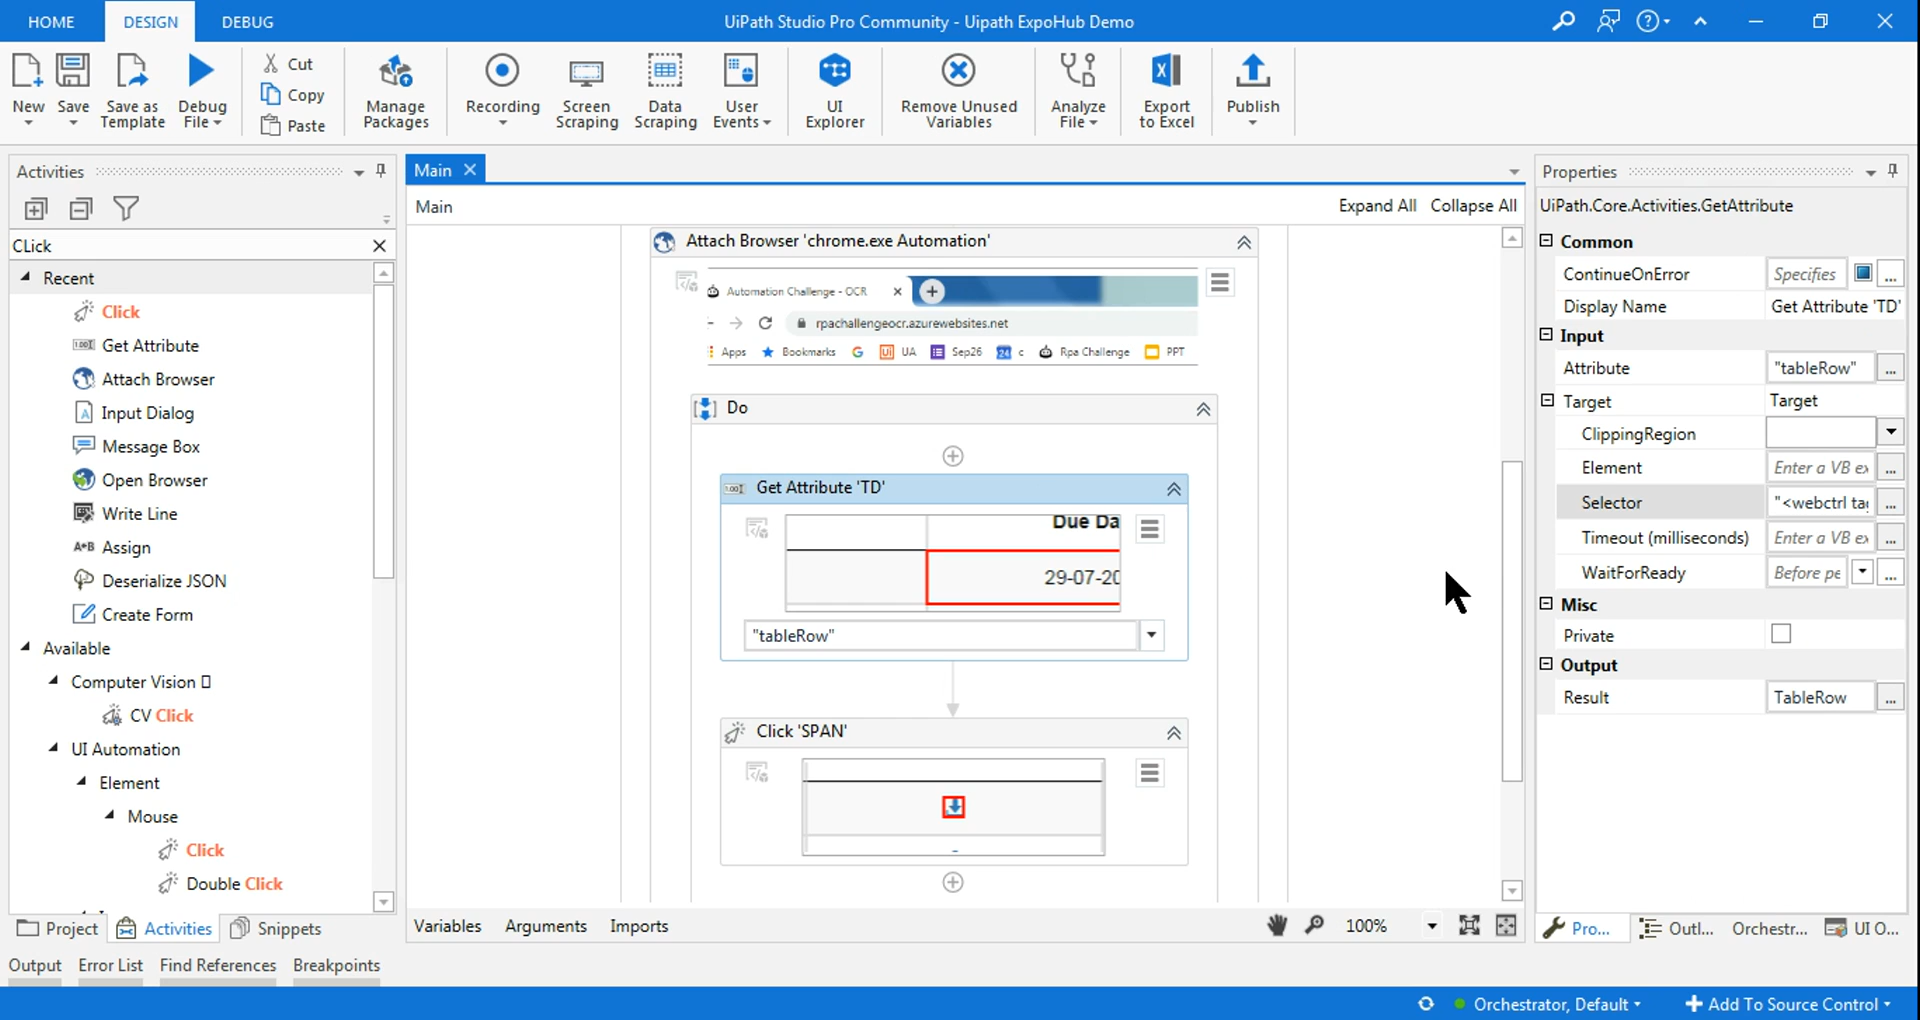 HOME DESIGN DEBUG UiPath Studio Pro Community - Uipath ExpoHub Demo
New
Save
Save as Template
Debug File
Cut
Copy
Paste
Manage Packages
Recording
Screen Scraping
Data Scraping
User Events
UI Explorer
Remove Unused Variables
Analyze File
Export to Excel
Publish
Activities
CLick
Recent
Click
Get Attribute
Attach Browser
Input Dialog
Message Box
Open Browser
Write Line
A+B Assign
Deserialize JSON
Create Form
Available
Computer Vision
CV Click
UI Automation
Element
Mouse
Click
Double Click
Project Activities Snippets
Main
Main Expand All Collapse All
Attach Browser 'chrome.exe Automation'
Automation Challenge - OCR
rpachallengeocr.azurewebsites.net
Apps Bookmarks G UA Sep26 24 c Rpa Challenge PPT
Do
Get Attribute 'TD'
Due Da
29-07-20
"tableRow"
Click 'SPAN'
Variables Arguments Imports 100%
Properties
UiPath.Core.Activities.GetAttribute
Common
ContinueOnError Specifies ...
Display Name Get Attribute 'TD'
Input
Attribute "tableRow" ...
Target Target
ClippingRegion
Element Enter a VB ex ...
Selector "<webctrl tag ...
Timeout (milliseconds) Enter a VB ex ...
WaitForReady Before pe ...
Misc
Private
Output
Result TableRow ...
Pro... Outl... Orchestr... UI O...
Output Error List Find References Breakpoints
Orchestrator, Default Add To Source Control